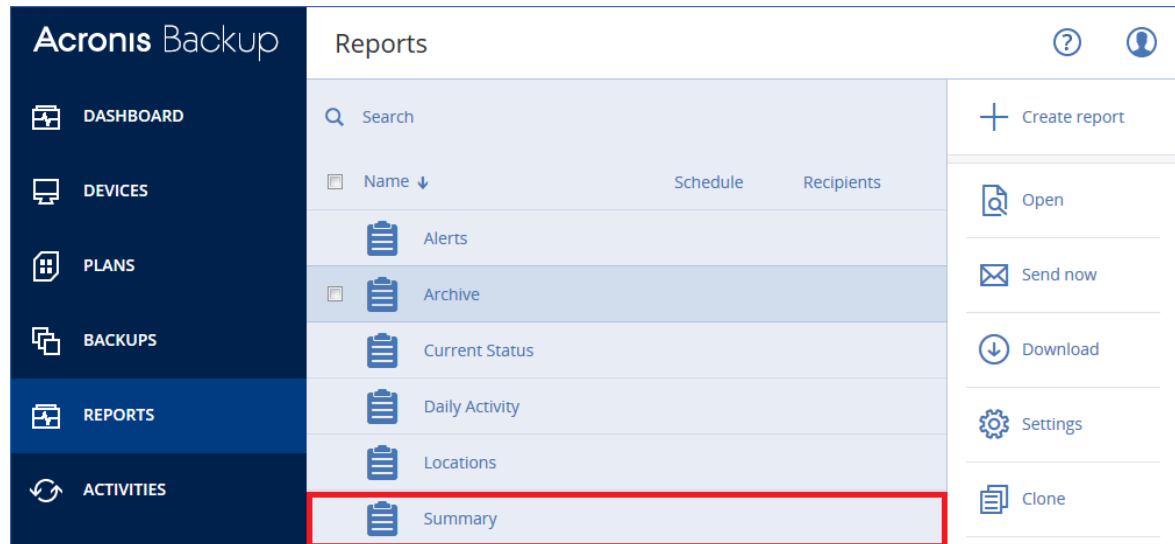 Acronis Backup
DASHBOARD
DEVICES
PLANS
BACKUPS
REPORTS
ACTIVITIES
Reports
Search
Name Schedule Recipients
Alerts
Archive
Current Status
Daily Activity
Locations
Summary
?
Create report
Open
Send now
Download
Settings
Clone